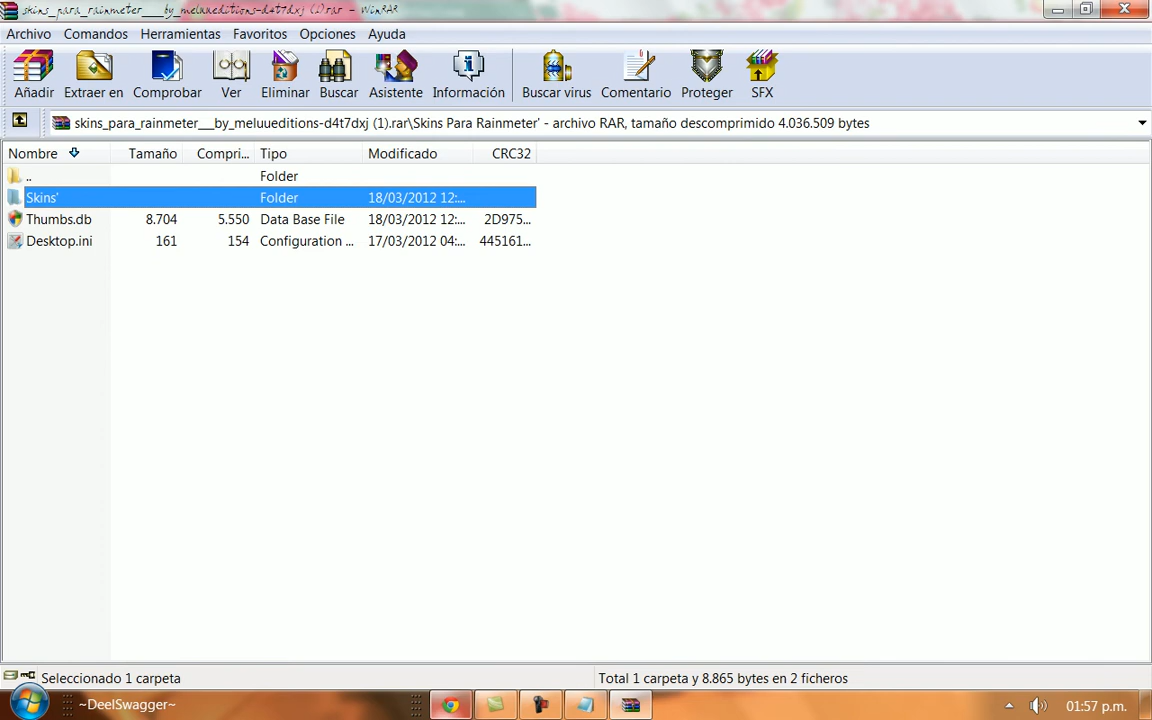 skins_para_rainmeter___by_meluueditions-d4t7dxj (1).rar - WinRAR
Archivo Comandos Herramientas Favoritos Opciones Ayuda
Añadir Extraer en Comprobar Ver Eliminar Buscar Asistente Información Buscar virus Comentario Proteger SFX
skins_para_rainmeter___by_meluueditions-d4t7dxj (1).rar\Skins Para Rainmeter' - archivo RAR, tamaño descomprimido 4.036.509 bytes
Nombre Tamaño Compri... Tipo Modificado CRC32
.. Folder
Skins' Folder 18/03/2012 12:...
Thumbs.db 8.704 5.550 Data Base File 18/03/2012 12:... 2D975...
Desktop.ini 161 154 Configuration ... 17/03/2012 04:... 445161...
Seleccionado 1 carpeta Total 1 carpeta y 8.865 bytes en 2 ficheros
~DeelSwagger~ 01:57 p.m.